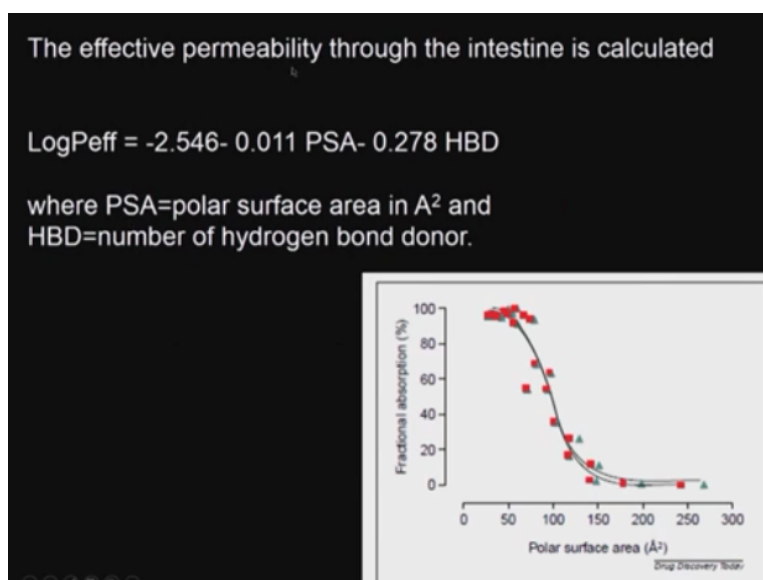 The effective permeability through the intestine is calculated
LogPeff = -2.546- 0.011 PSA- 0.278 HBD
where PSA=polar surface area in A² and
HBD=number of hydrogen bond donor.
Fractional absorption (%)
100
80
60
40
20
0
0 50 100 150 200 250 300
Polar surface area (Å²)
Drug Discovery Today